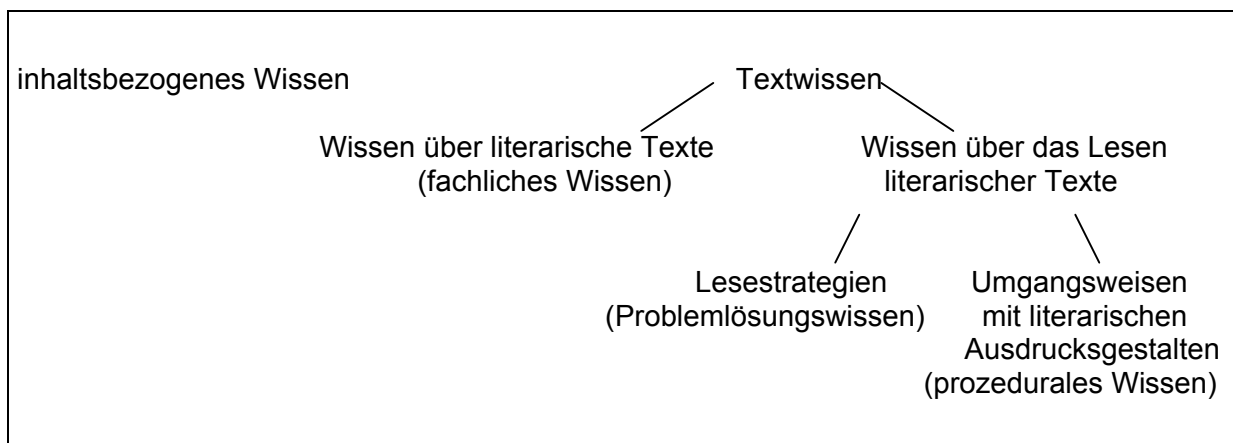 inhaltsbezogenes Wissen Textwissen
Wissen über literarische Texte Wissen über das Lesen
(fachliches Wissen) literarischer Texte
Lesestrategien Umgangsweisen
(Problemlösungswissen) mit literarischen
Ausdrucksgestalten
(prozedurales Wissen)